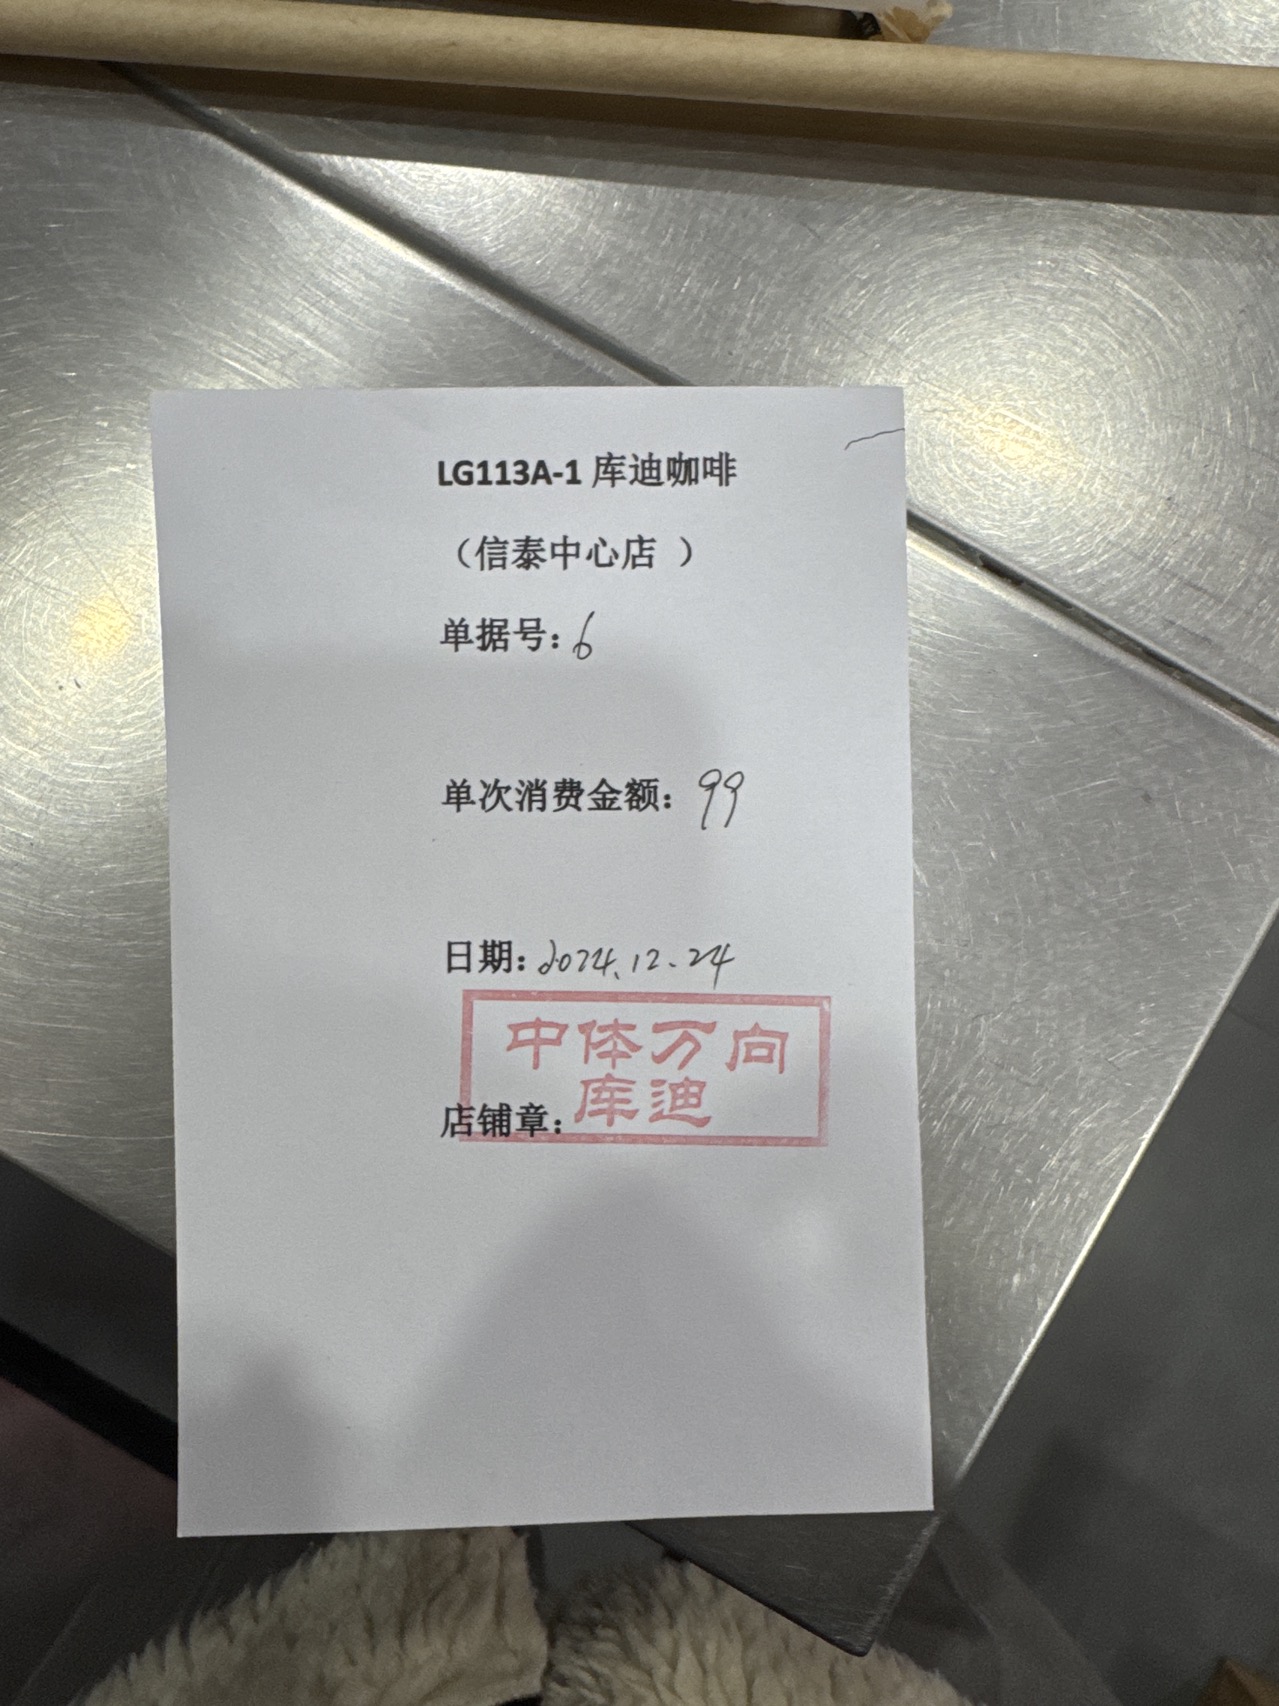 LG113A-1 库迪咖啡
（信泰中心店 ）
单据号：6
单次消费金额：99
日期：2024.12.24
中体万向
库迪
店铺章：